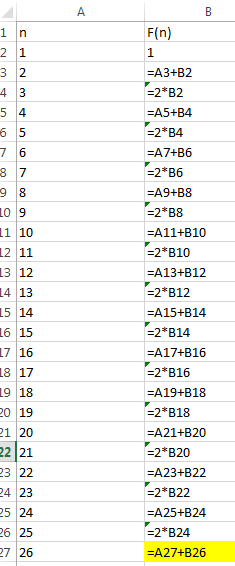 A B
1 n F(n)
2 1 1
3 2 =A3+B2
4 3 =2*B2
5 4 =A5+B4
6 5 =2*B4
7 6 =A7+B6
8 7 =2*B6
9 8 =A9+B8
10 9 =2*B8
11 10 =A11+B10
12 11 =2*B10
13 12 =A13+B12
14 13 =2*B12
15 14 =A15+B14
16 15 =2*B14
17 16 =A17+B16
18 17 =2*B16
19 18 =A19+B18
20 19 =2*B18
21 20 =A21+B20
22 21 =2*B20
23 22 =A23+B22
24 23 =2*B22
25 24 =A25+B24
26 25 =2*B24
27 26 =A27+B26